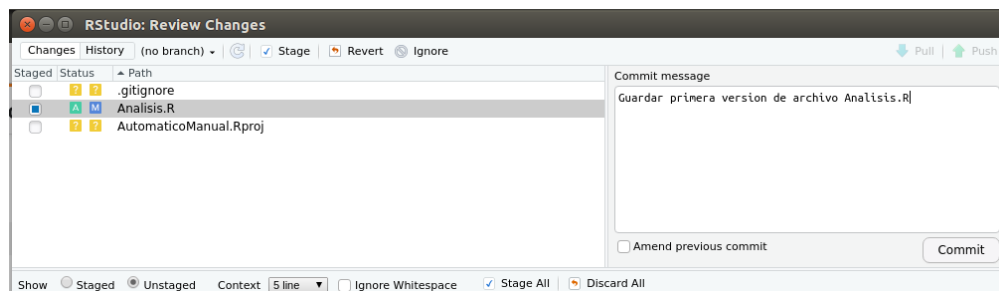 RStudio: Review Changes
Changes History (no branch) Stage Revert Ignore Pull Push
Staged Status Path
? ? .gitignore
A M Analisis.R
? ? AutomaticoManual.Rproj
Commit message
Guardar primera version de archivo Analisis.R
Amend previous commit
Commit
Show Staged Unstaged Context 5 line Ignore Whitespace Stage All Discard All